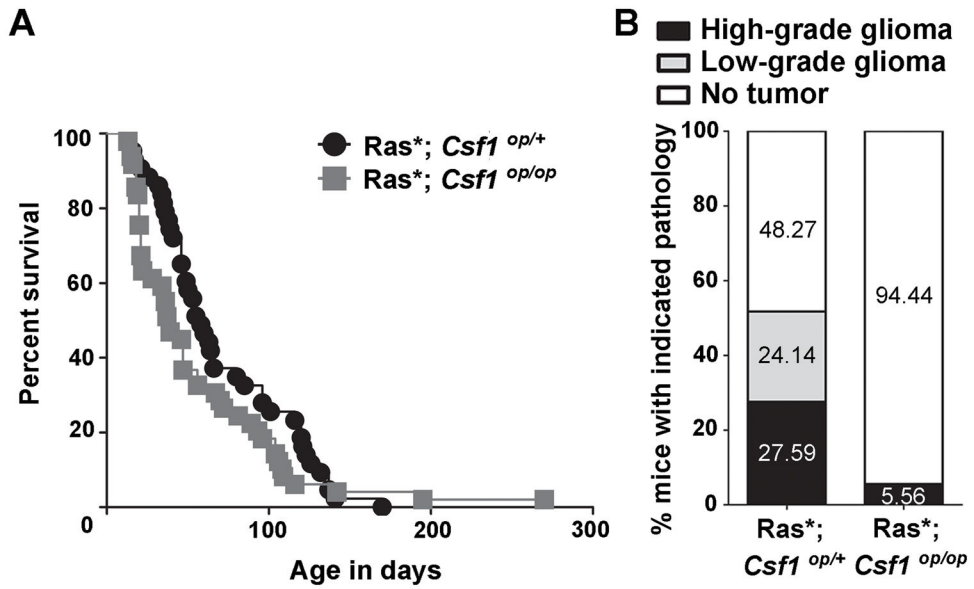 A
Percent survival
100
80
60
40
20
0
100
200
300
Age in days
Ras*; Csf1 op/+
Ras*; Csf1 op/op
B
High-grade glioma
Low-grade glioma
No tumor
% mice with indicated pathology
100
80
60
40
20
0
48.27
24.14
27.59
94.44
5.56
Ras*; Ras*;
Csf1 op/+ Csf1 op/op